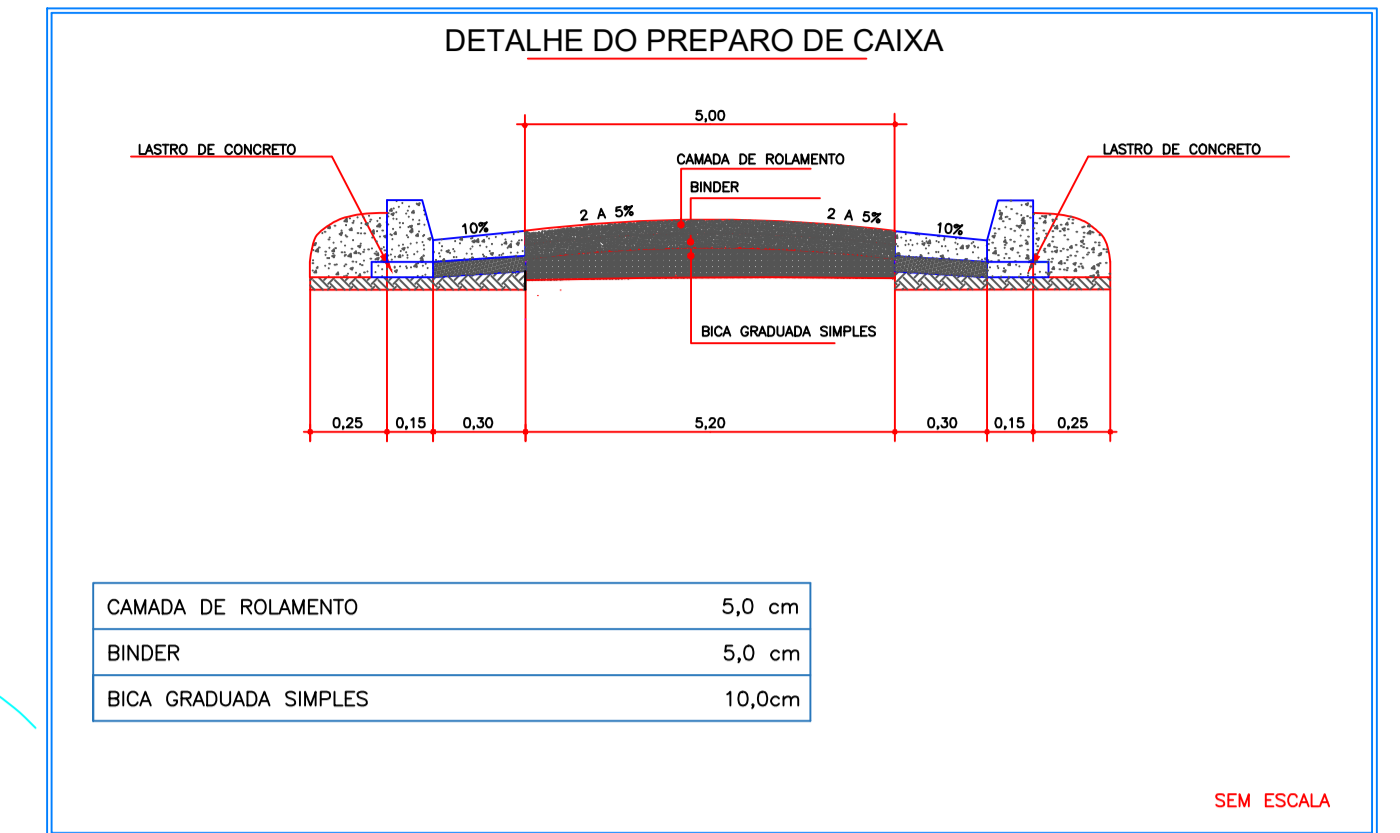 DETALHE DO PREPARO DE CAIXA
5,00
LASTRO DE CONCRETO
CAMADA DE ROLAMENTO
LASTRO DE CONCRETO
BINDER
10%
2 A 5%
2 A 5%
10%
BICA GRADUADA SIMPLES
0,25
0,15
0,30
5,20
0,30
0,15
0,25
CAMADA DE ROLAMENTO 5,0 cm
BINDER 5,0 cm
BICA GRADUADA SIMPLES 10,0cm
SEM ESCALA